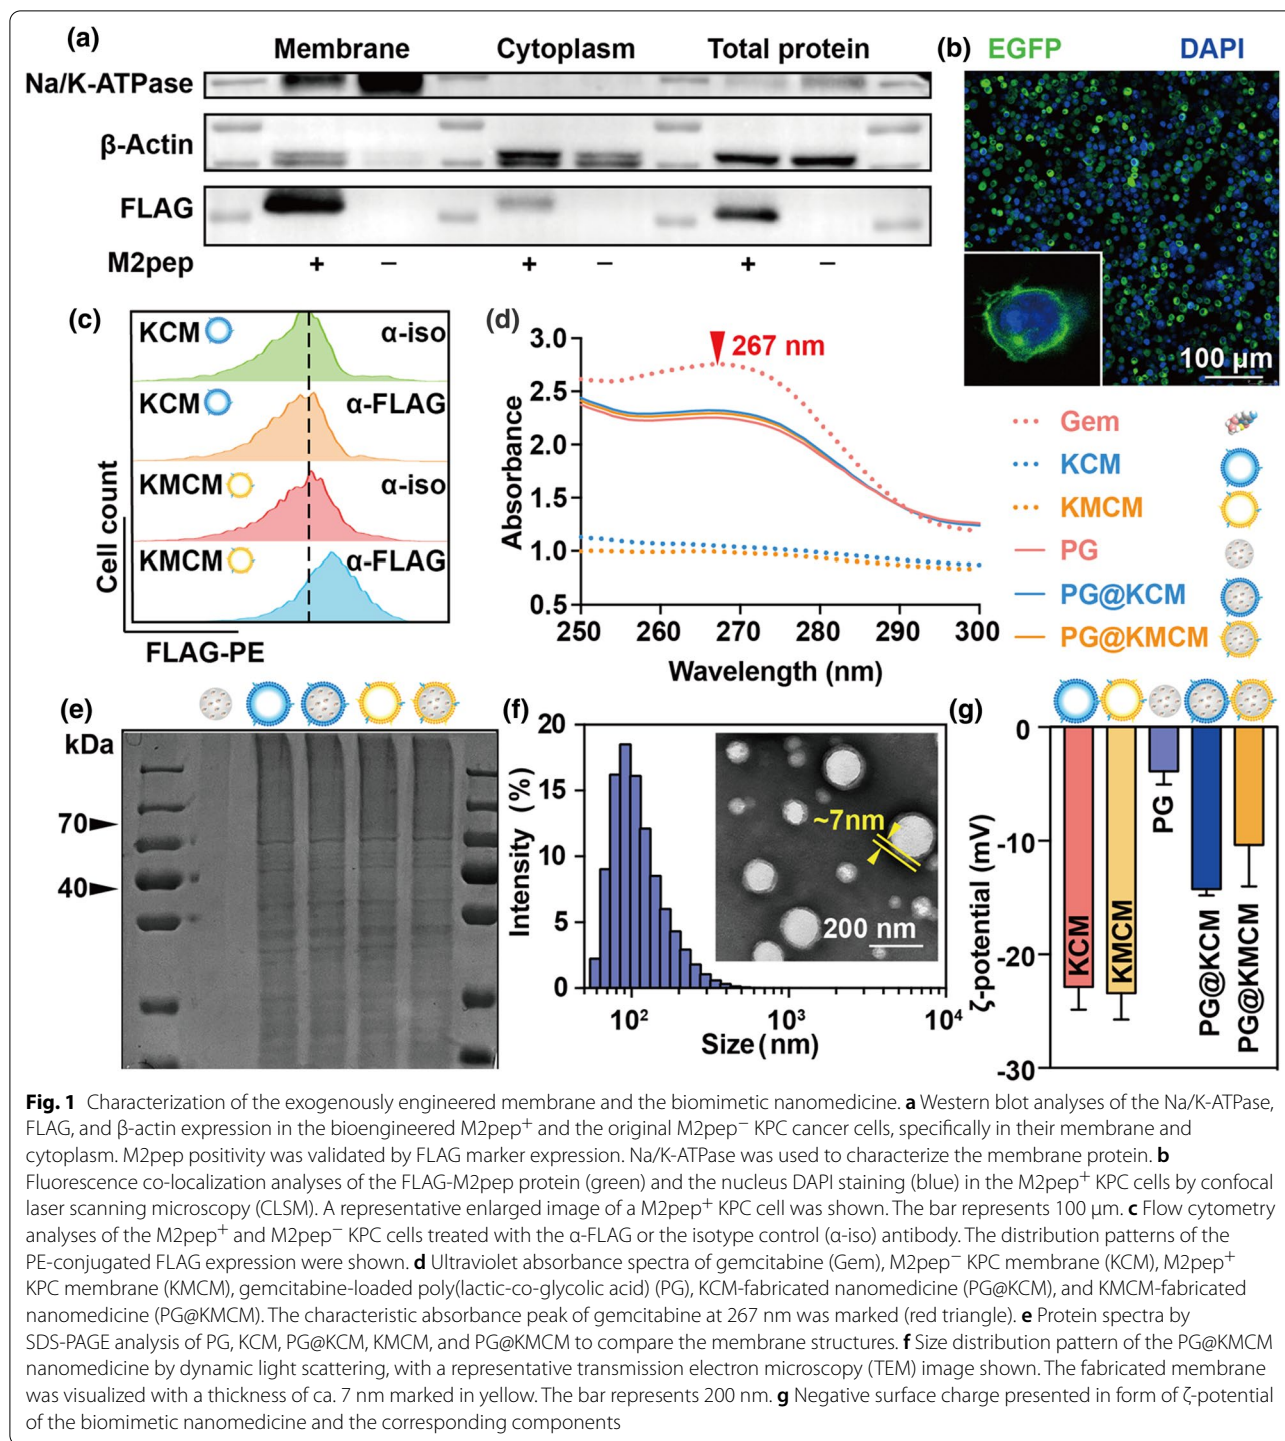 (a)
Membrane Cytoplasm Total protein
Na/K-ATPase
β-Actin
FLAG
M2pep + − + − + −
(b) EGFP DAPI
100 μm
(c)
KCM α-iso
KCM α-FLAG
KMCM α-iso
KMCM α-FLAG
Cell count
FLAG-PE
(d)
267 nm
3.0
2.5
2.0
1.5
1.0
0.5
250 260 270 280 290 300
Absorbance
Wavelength (nm)
Gem
KCM
KMCM
PG
PG@KCM
PG@KMCM
(e)
kDa
70
40
(f)
20
15
10
5
0
Intensity (%)
~7nm
200 nm
10² 10³ 10⁴
Size (nm)
(g)
0
-10
-20
-30
ζ-potential (mV)
KCM
KMCM
PG
PG@KCM
PG@KMCM
Fig. 1 Characterization of the exogenously engineered membrane and the biomimetic nanomedicine. a Western blot analyses of the Na/K-ATPase,
FLAG, and β-actin expression in the bioengineered M2pep⁺ and the original M2pep⁻ KPC cancer cells, specifically in their membrane and
cytoplasm. M2pep positivity was validated by FLAG marker expression. Na/K-ATPase was used to characterize the membrane protein. b
Fluorescence co-localization analyses of the FLAG-M2pep protein (green) and the nucleus DAPI staining (blue) in the M2pep⁺ KPC cells by confocal
laser scanning microscopy (CLSM). A representative enlarged image of a M2pep⁺ KPC cell was shown. The bar represents 100 μm. c Flow cytometry
analyses of the M2pep⁺ and M2pep⁻ KPC cells treated with the α-FLAG or the isotype control (α-iso) antibody. The distribution patterns of the
PE-conjugated FLAG expression were shown. d Ultraviolet absorbance spectra of gemcitabine (Gem), M2pep⁻ KPC membrane (KCM), M2pep⁺
KPC membrane (KMCM), gemcitabine-loaded poly(lactic-co-glycolic acid) (PG), KCM-fabricated nanomedicine (PG@KCM), and KMCM-fabricated
nanomedicine (PG@KMCM). The characteristic absorbance peak of gemcitabine at 267 nm was marked (red triangle). e Protein spectra by
SDS-PAGE analysis of PG, KCM, PG@KCM, KMCM, and PG@KMCM to compare the membrane structures. f Size distribution pattern of the PG@KMCM
nanomedicine by dynamic light scattering, with a representative transmission electron microscopy (TEM) image shown. The fabricated membrane
was visualized with a thickness of ca. 7 nm marked in yellow. The bar represents 200 nm. g Negative surface charge presented in form of ζ-potential
of the biomimetic nanomedicine and the corresponding components